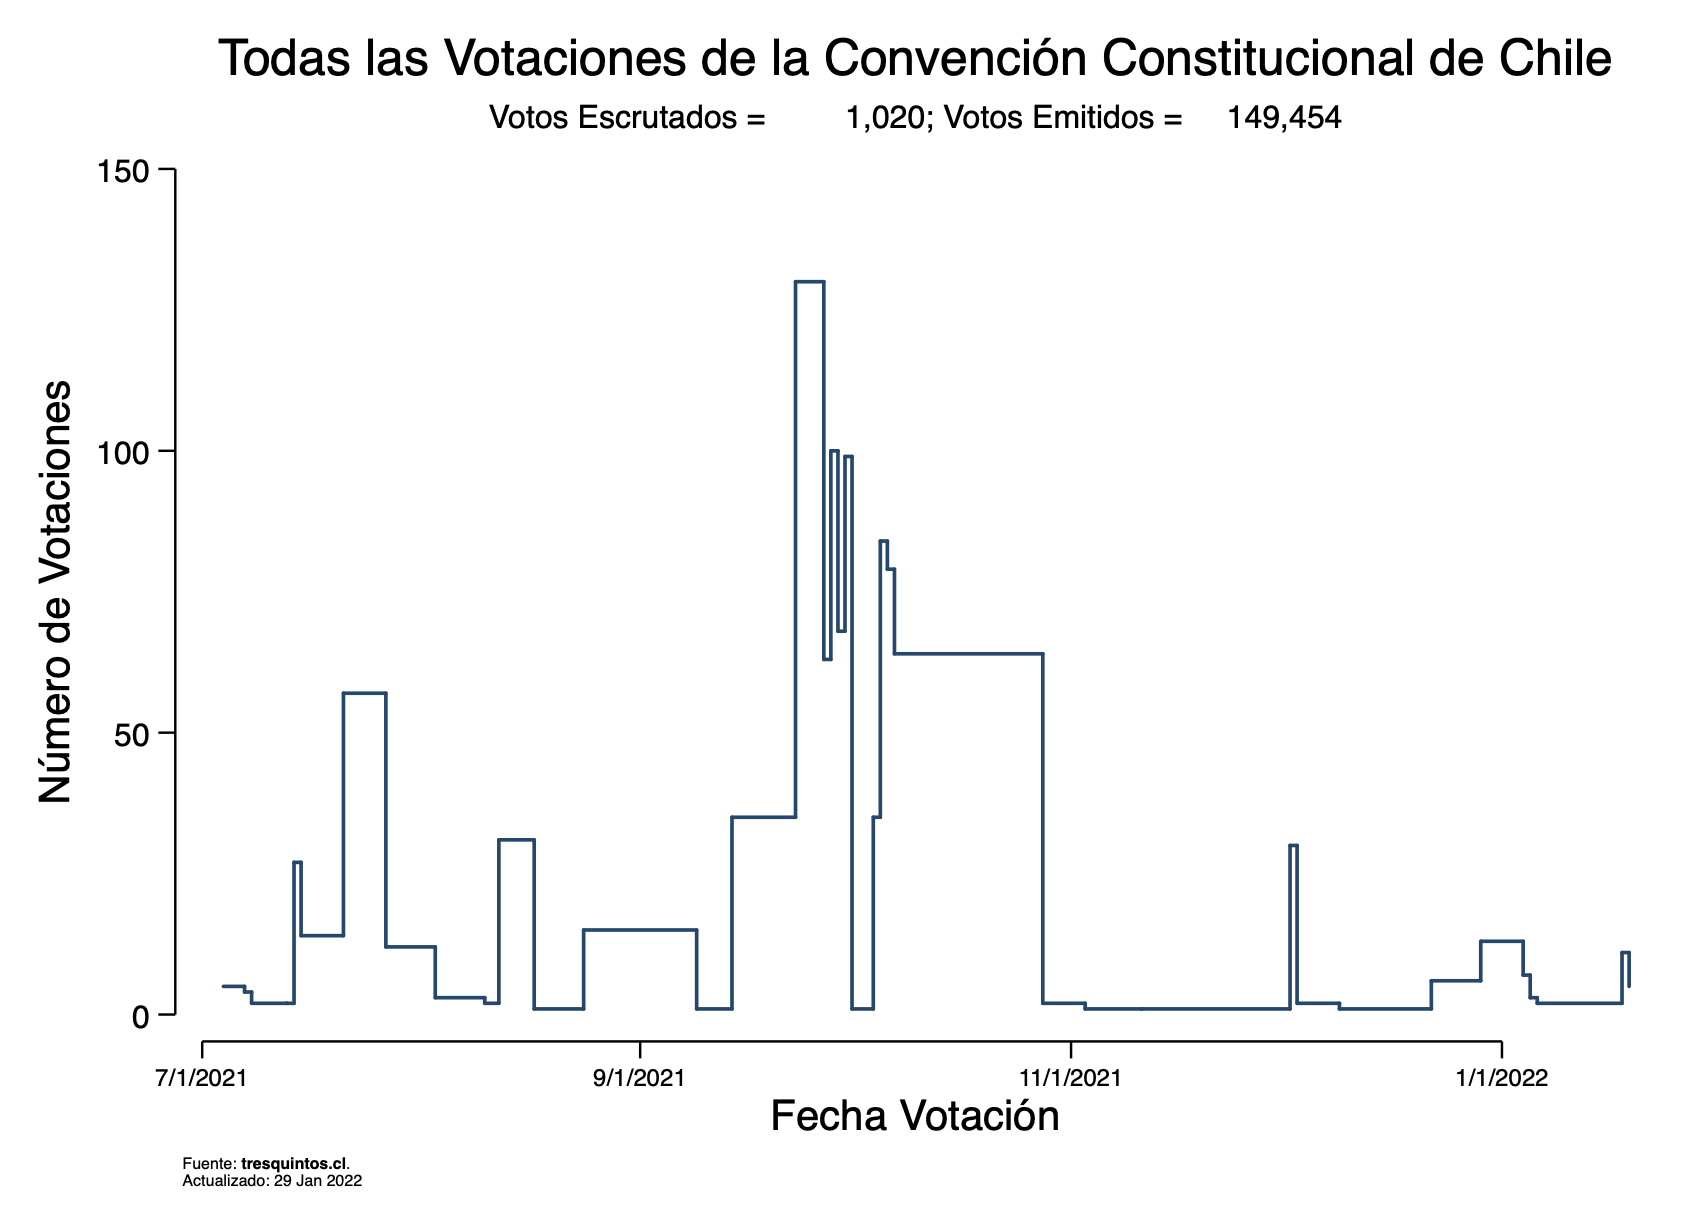 Todas las Votaciones de la Convención Constitucional de Chile
Votos Escrutados = 1,020; Votos Emitidos = 149,454
150
100
50
0
Número de Votaciones
7/1/2021 9/1/2021 11/1/2021 1/1/2022
Fecha Votación
Fuente: tresquintos.cl.
Actualizado: 29 Jan 2022